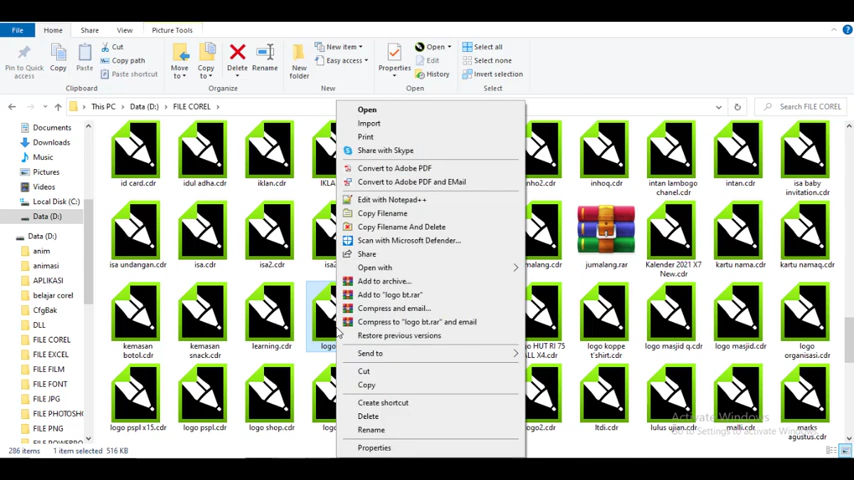 File Home Share View Picture Tools
Pin to Quick access
Copy
Paste
Cut
Copy path
Paste shortcut
Clipboard
Move to
Copy to
Delete
Rename
Organize
New folder
New item
Easy access
New
Properties
Open
Edit
History
Open
Select all
Select none
Invert selection
Select
This PC > Data (D:) > FILE COREL >
Search FILE COREL
Documents
Downloads
Music
Pictures
Videos
Local Disk (C:)
Data (D:)
Data (D:)
anim
animasi
APLIKASI
belajar corel
CfgBak
DLL
FILE COREL
FILE EXCEL
FILE FILM
FILE FONT
FILE JPG
FILE PHOTOSH
id card.cdr
idul adha.cdr
iklan.cdr
inhoq.cdr
intan lambogo chanel.cdr
intan.cdr
isa baby invitation.cdr
isa undangan.cdr
isa.cdr
isa2.cdr
jumalang.rar
Kalender 2021 X7 New.cdr
kartu nama.cdr
kartu namaq.cdr
kemasan botol.cdr
kemasan snack.cdr
learning.cdr
logo HUT RI 75
logo koppe t'shirt.cdr
logo masjid q.cdr
logo masjid.cdr
logo organisasi.cdr
logo pspl x15.cdr
logo pspl.cdr
logo shop.cdr
ltdi.cdr
lulus ujian.cdr
malli.cdr
marks agustus.cdr
Open
Import
Print
Share with Skype
Convert to Adobe PDF
Convert to Adobe PDF and EMail
Edit with Notepad++
Copy Filename
Copy Filename And Delete
Scan with Microsoft Defender...
Share
Open with
Add to archive...
Add to "logo bt.rar"
Compress and email...
Compress to "logo bt.rar" and email
Restore previous versions
Send to
Cut
Copy
Create shortcut
Delete
Rename
Properties
Activate Windows
Go to Settings to activate Windows.
286 items 1 item selected 516 KB